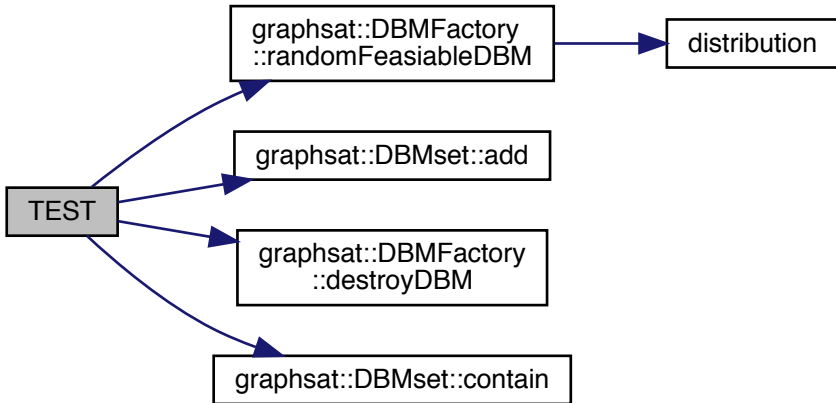 graphsat::DBMFactory
::randomFeasiableDBM
distribution
graphsat::DBMset::add
TEST
graphsat::DBMFactory
::destroyDBM
graphsat::DBMset::contain